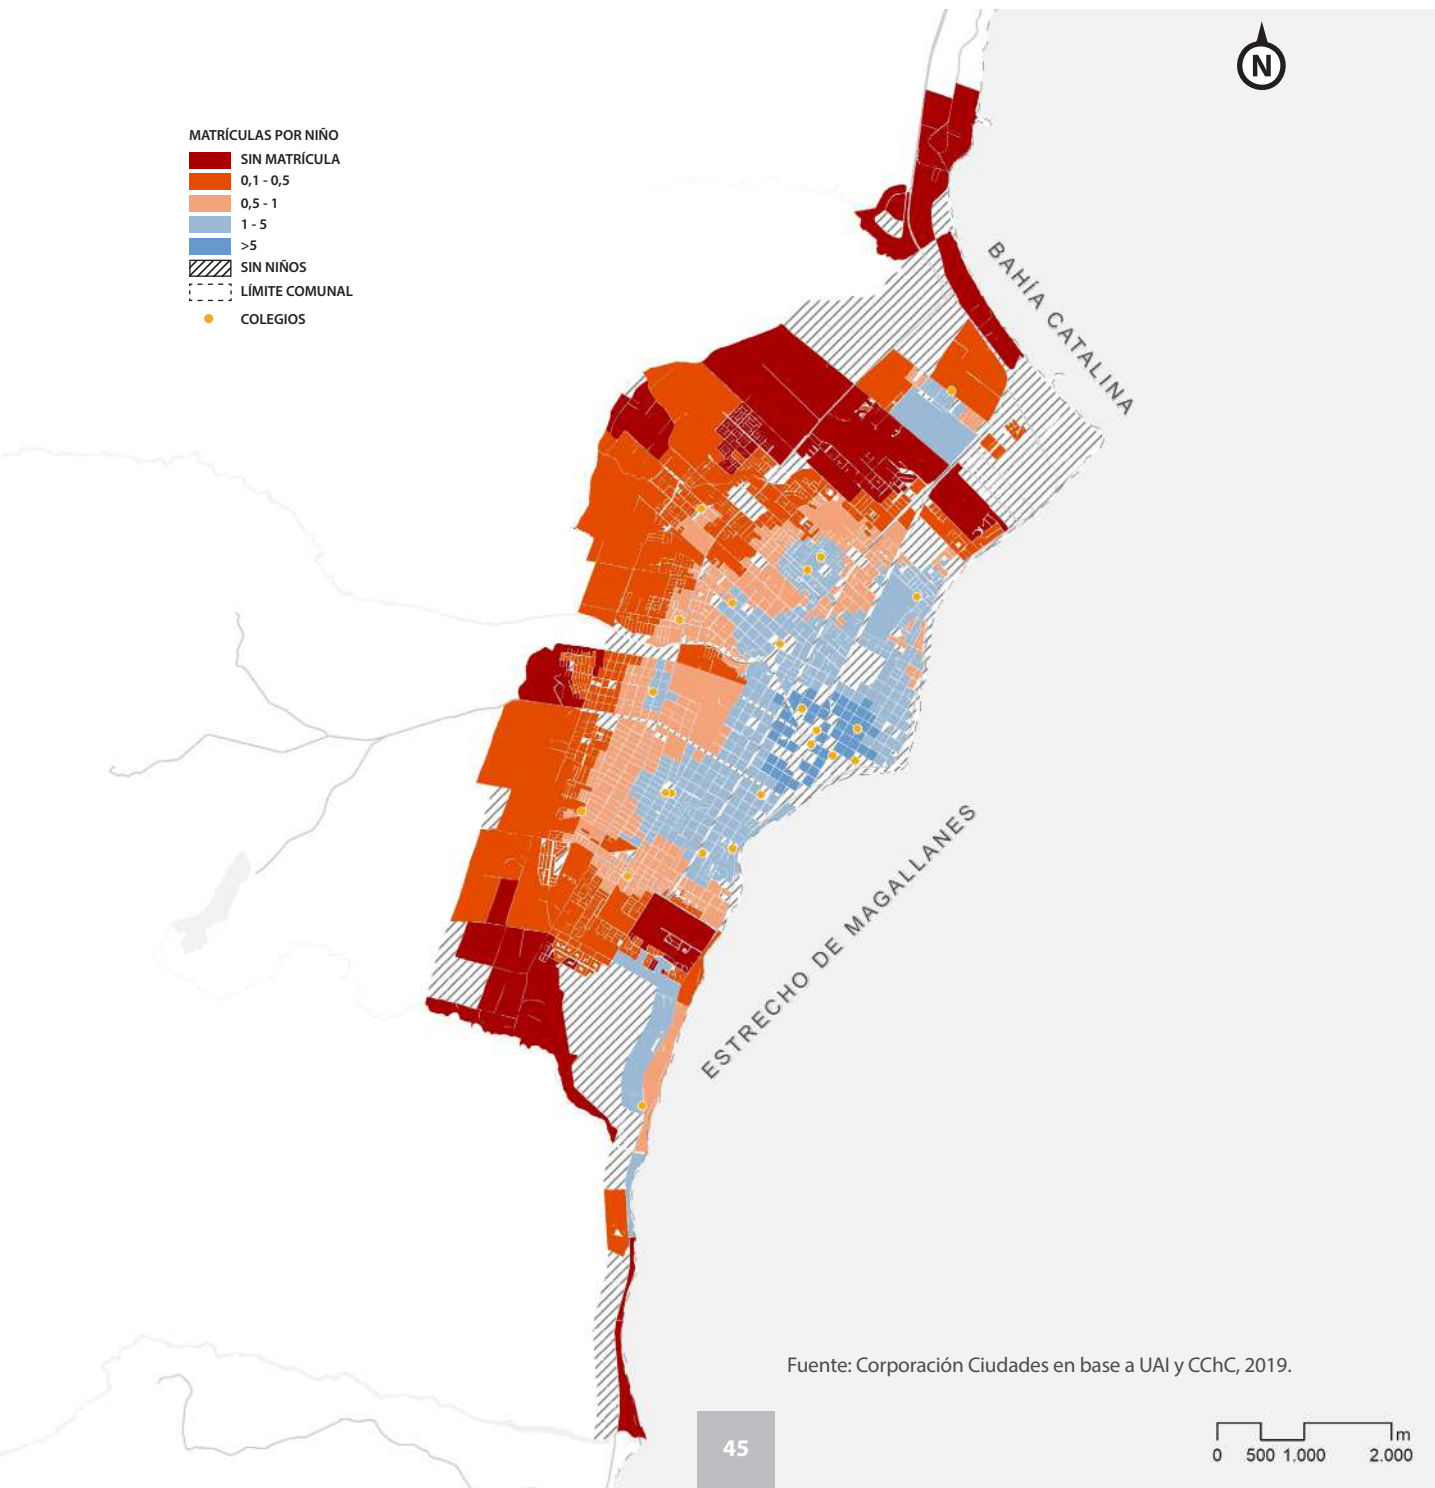 N
MATRÍCULAS POR NIÑO
SIN MATRÍCULA
0,1 - 0,5
0,5 - 1
1 - 5
>5
SIN NIÑOS
LÍMITE COMUNAL
COLEGIOS
BAHÍA CATALINA
ESTRECHO DE MAGALLANES
Fuente: Corporación Ciudades en base a UAI y CChC, 2019.
45
m
0 500 1.000 2.000